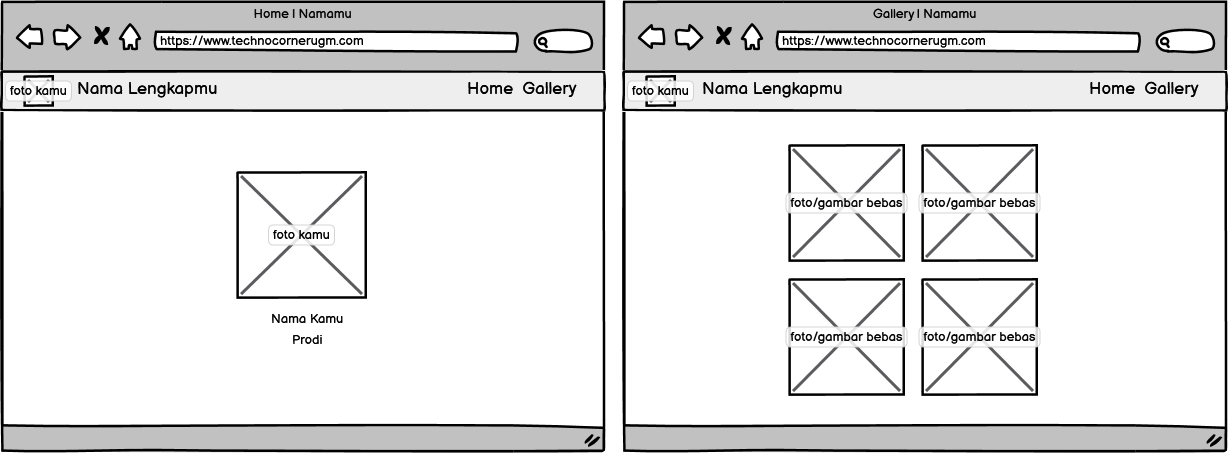 Home | Namamu
https://www.technocornerugm.com
foto kamu
Nama Lengkapmu
Home Gallery
foto kamu
Nama Kamu
Prodi
Gallery | Namamu
https://www.technocornerugm.com
foto kamu
Nama Lengkapmu
Home Gallery
foto/gambar bebas
foto/gambar bebas
foto/gambar bebas
foto/gambar bebas